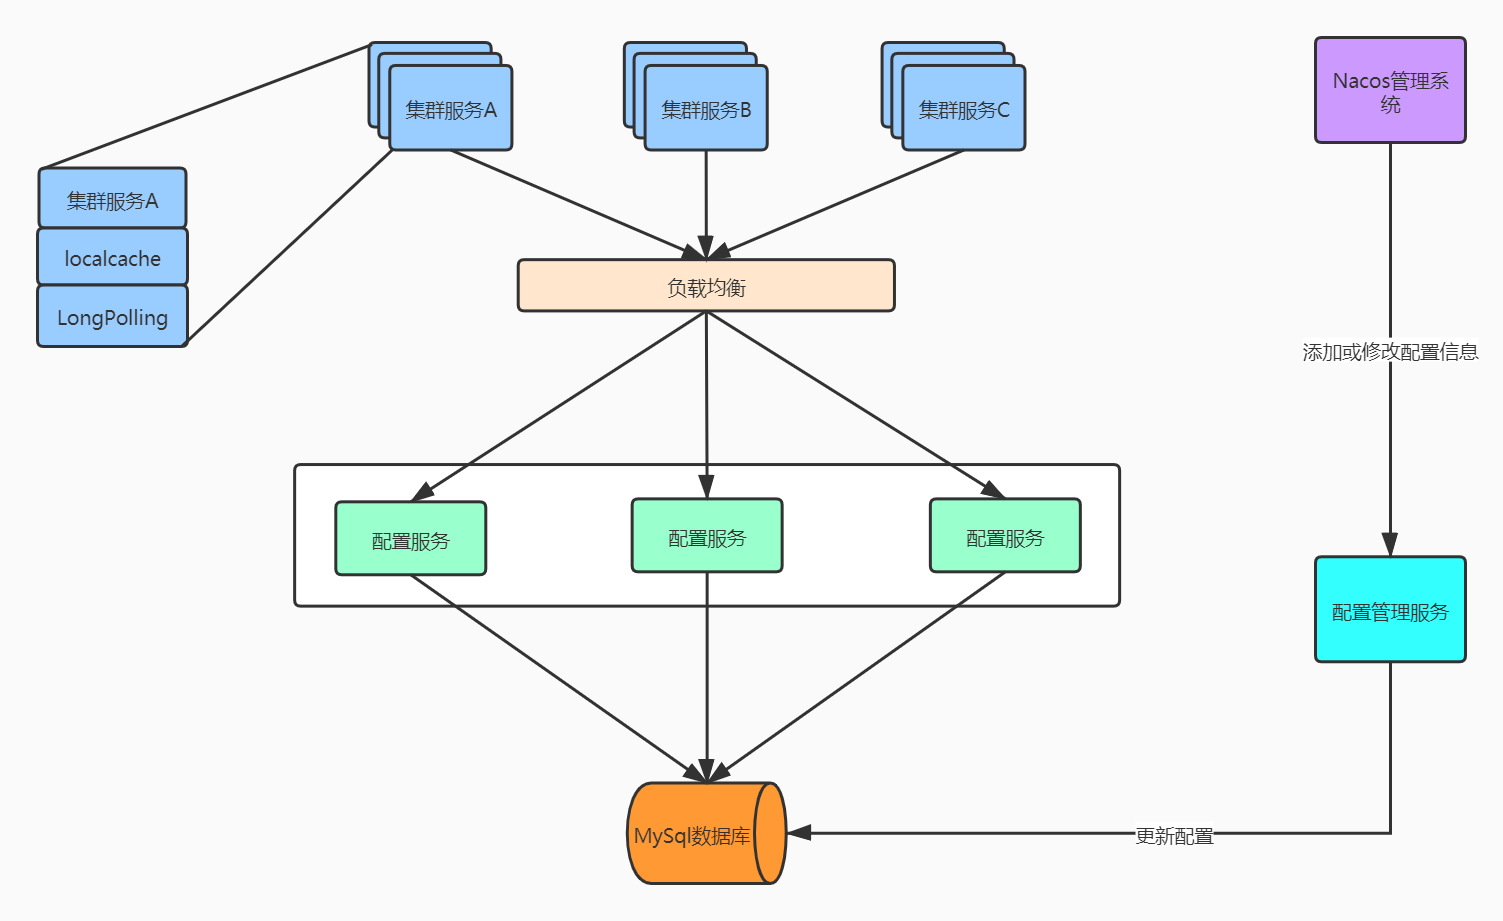 集群服务A
集群服务B
集群服务C
Nacos管理系
统
集群服务A
localcache
LongPolling
负载均衡
添加或修改配置信息
配置服务
配置服务
配置服务
配置管理服务
MySql数据库
更新配置